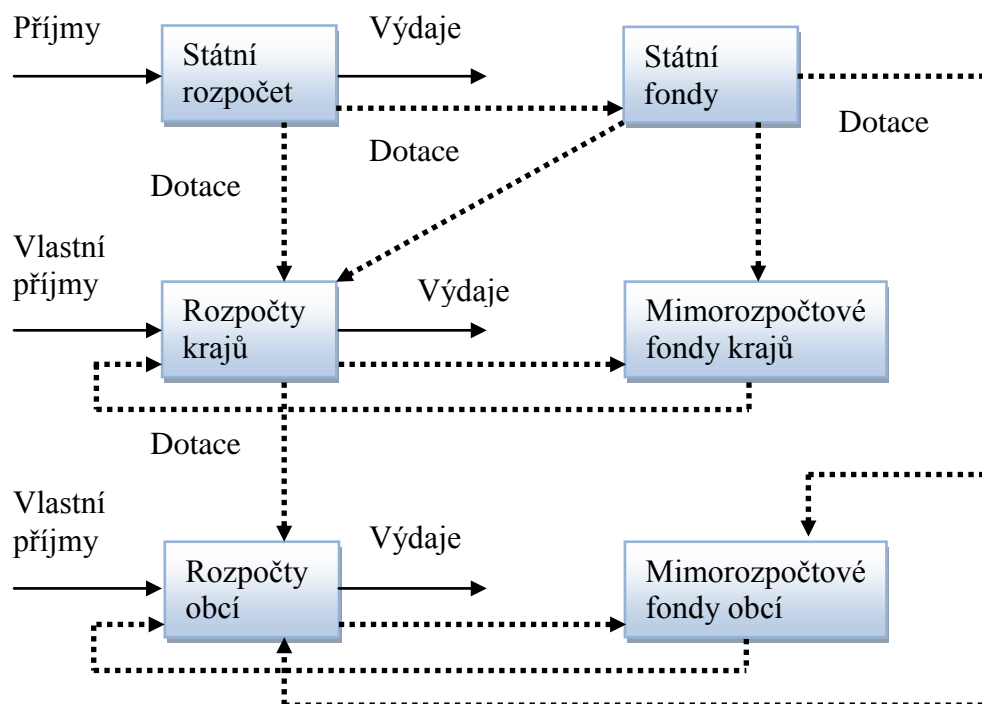 Příjmy
Státní
rozpočet
Výdaje
Státní
fondy
Dotace
Dotace
Dotace
Vlastní
příjmy
Rozpočty
krajů
Výdaje
Mimorozpočtové
fondy krajů
Dotace
Vlastní
příjmy
Rozpočty
obcí
Výdaje
Mimorozpočtové
fondy obcí